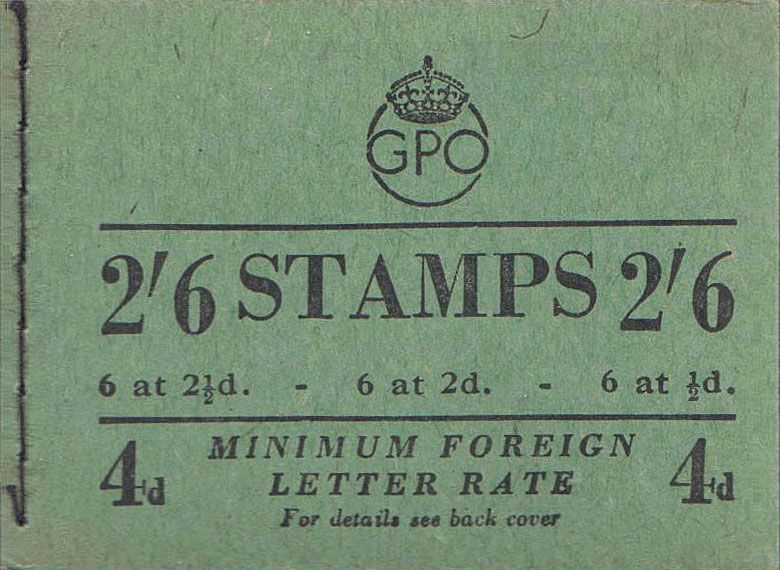 GPO
2'6 STAMPS 2'6
6 at 2½d. - 6 at 2d. - 6 at ½d.
4d MINIMUM FOREIGN 4d
LETTER RATE
For details see back cover